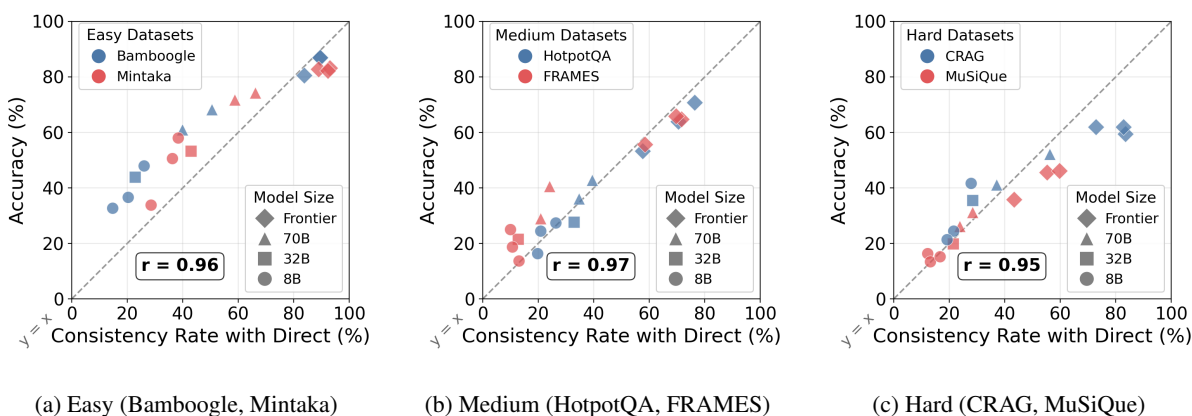 100
80
60
40
20
0
Accuracy (%)
Easy Datasets
Bamboogle
Mintaka
Model Size
Frontier
70B
32B
8B
r = 0.96
0 20 40 60 80 100
y = x
Consistency Rate with Direct (%)
(a) Easy (Bamboogle, Mintaka)
100
80
60
40
20
0
Accuracy (%)
Medium Datasets
HotpotQA
FRAMES
Model Size
Frontier
70B
32B
8B
r = 0.97
0 20 40 60 80 100
y = x
Consistency Rate with Direct (%)
(b) Medium (HotpotQA, FRAMES)
100
80
60
40
20
0
Accuracy (%)
Hard Datasets
CRAG
MuSiQue
Model Size
Frontier
70B
32B
8B
r = 0.95
0 20 40 60 80 100
y = x
Consistency Rate with Direct (%)
(c) Hard (CRAG, MuSiQue)